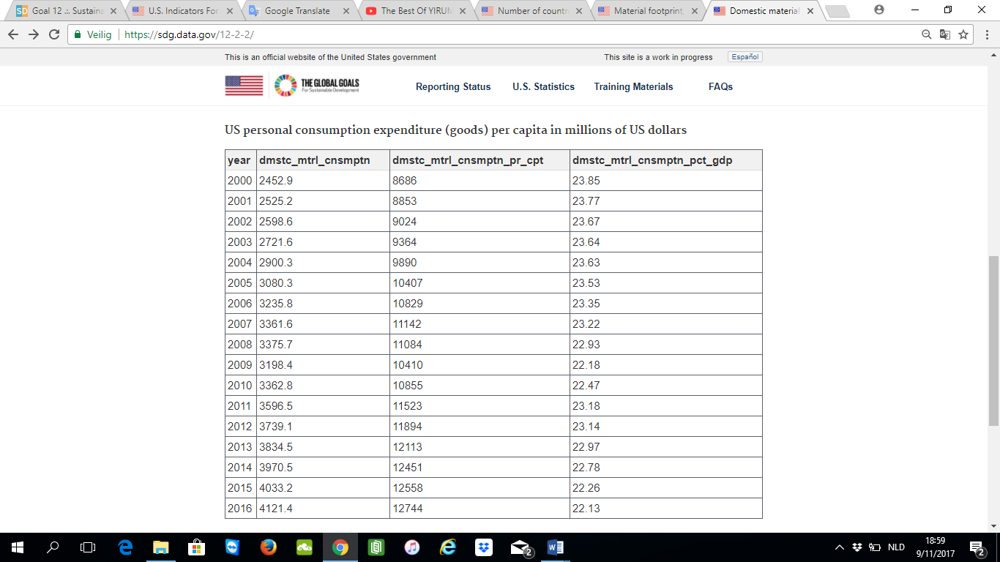 Goal 12 .:. Sustaina
U.S. Indicators For
Google Translate
The Best Of YIRUM
Number of countri
Material footprint,
Domestic material
Veilig
https://sdg.data.gov/12-2-2/
This is an official website of the United States government
This site is a work in progress
Español
THE GLOBAL GOALS
For Sustainable Development
Reporting Status
U.S. Statistics
Training Materials
FAQs
US personal consumption expenditure (goods) per capita in millions of US dollars
year dmstc_mtrl_cnsmptn dmstc_mtrl_cnsmptn_pr_cpt dmstc_mtrl_cnsmptn_pct_gdp
2000 2452.9 8686 23.85
2001 2525.2 8853 23.77
2002 2598.6 9024 23.67
2003 2721.6 9364 23.64
2004 2900.3 9890 23.63
2005 3080.3 10407 23.53
2006 3235.8 10829 23.35
2007 3361.6 11142 23.22
2008 3375.7 11084 22.93
2009 3198.4 10410 22.18
2010 3362.8 10855 22.47
2011 3596.5 11523 23.18
2012 3739.1 11894 23.14
2013 3834.5 12113 22.97
2014 3970.5 12451 22.78
2015 4033.2 12558 22.26
2016 4121.4 12744 22.13
2
NLD
18:59
9/11/2017
2